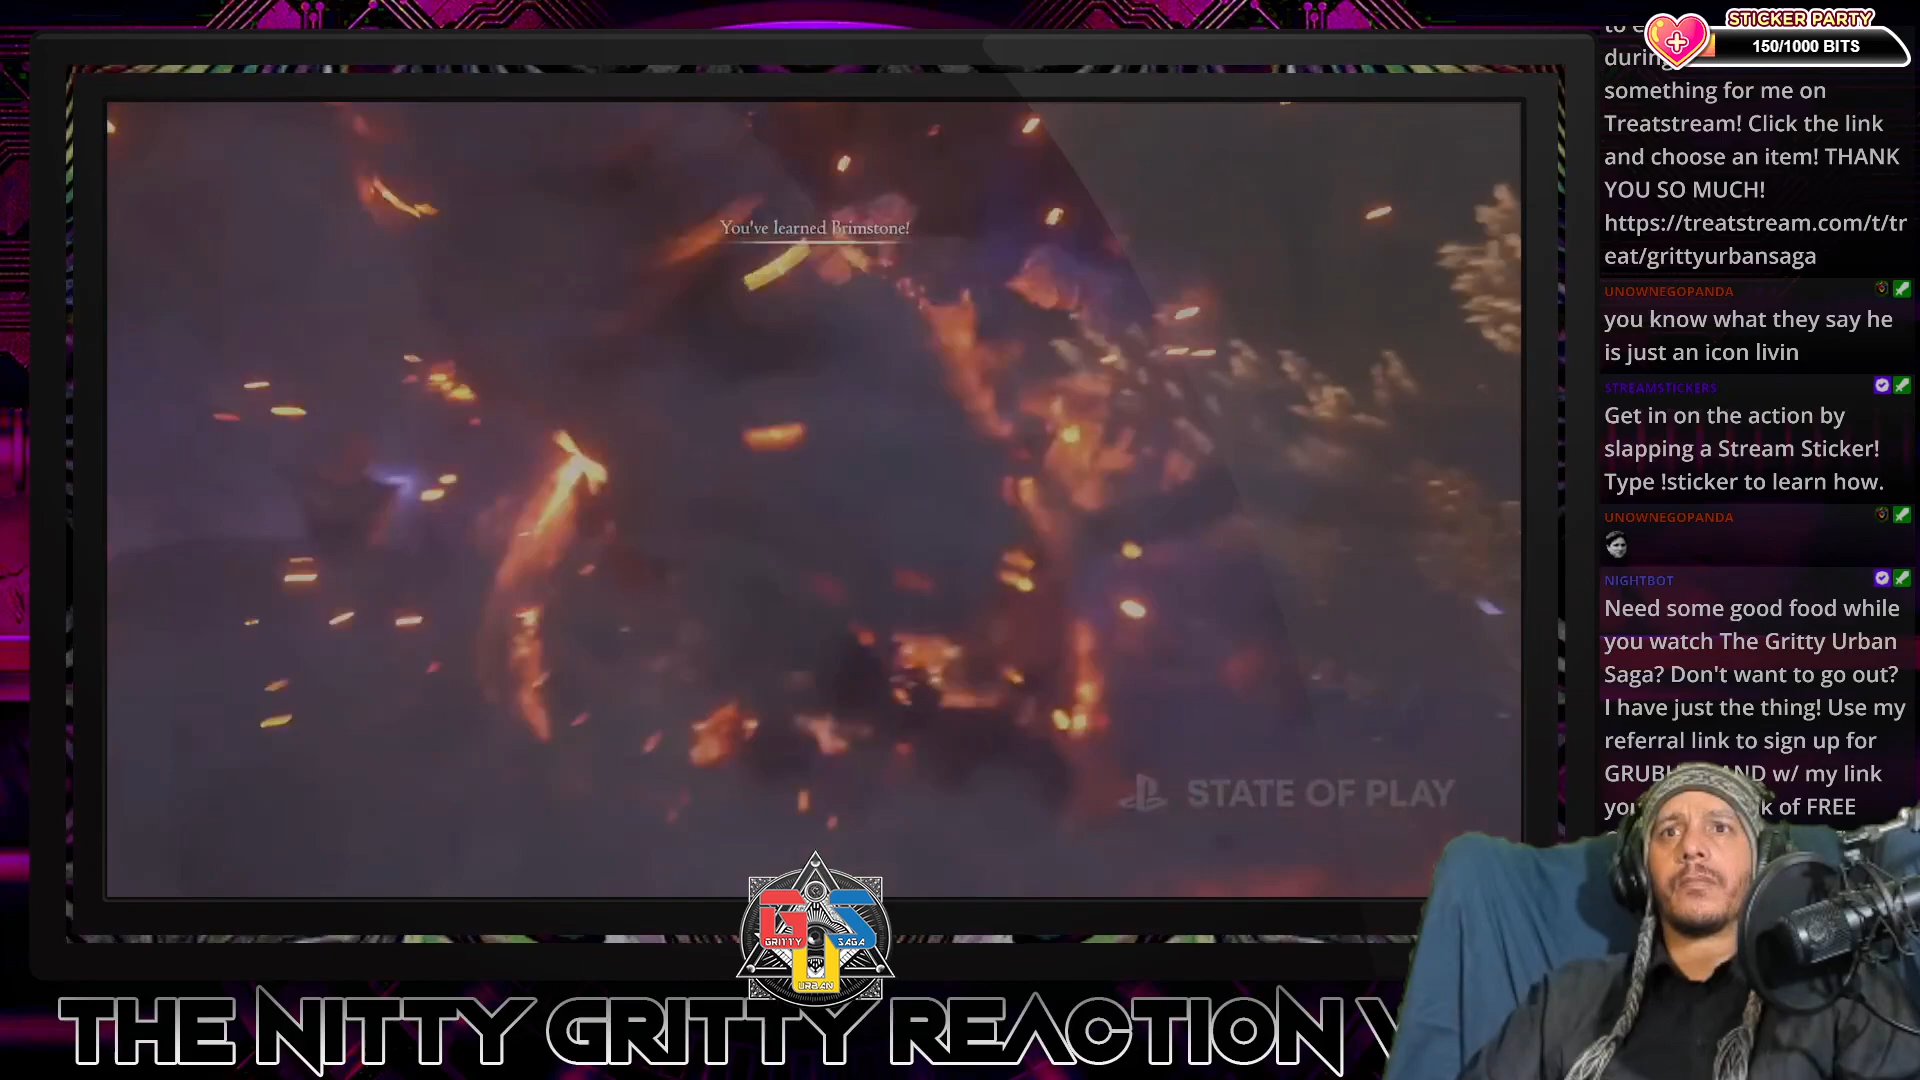 STICKER PARTY
150/1000 BITS
something for me on
Treatstream! Click the link
and choose an item! THANK
YOU SO MUCH!
https://treatstream.com/t/tr
eat/grittyurbansaga
UNOWNEGOPANDA
you know what they say he
is just an icon livin
STREAMSTICKERS
Get in on the action by
slapping a Stream Sticker!
Type !sticker to learn how.
UNOWNEGOPANDA
NIGHTBOT
Need some good food while
you watch The Gritty Urban
Saga? Don't want to go out?
I have just the thing! Use my
referral link to sign up for
w/ my link
of FREE
You've learned Brimstone!
STATE OF PLAY
GUS
GRITTY SAGA
URBAN
THE NITTY GRITTY REACTION